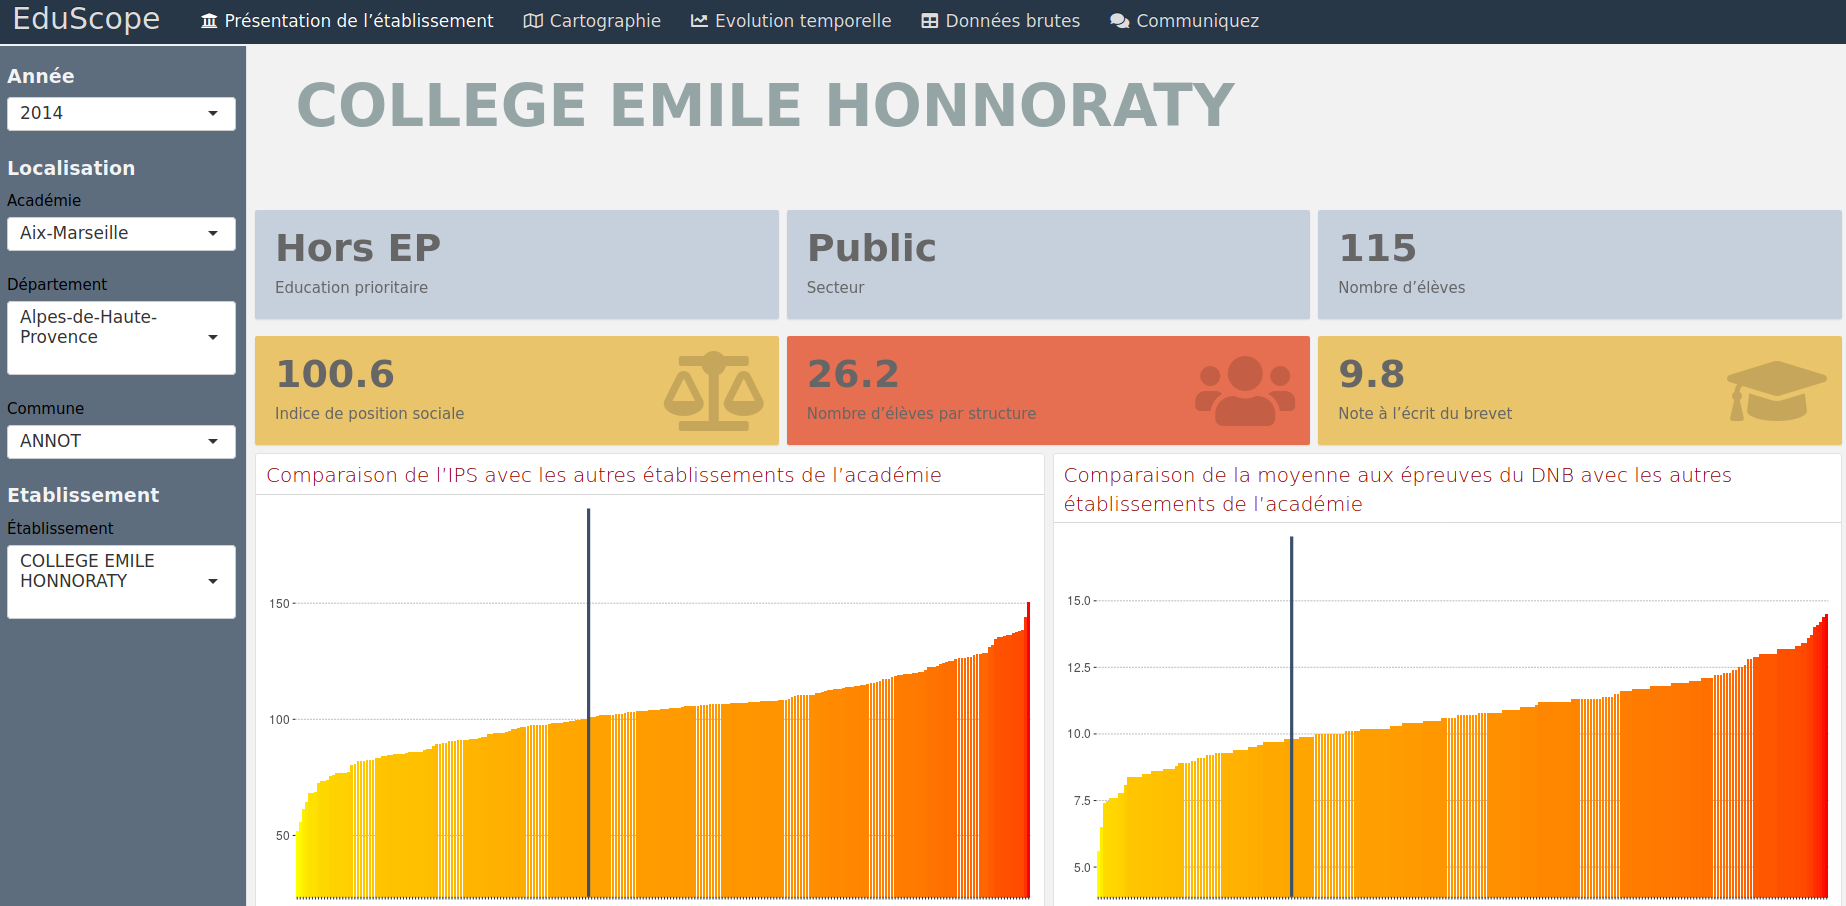 EduScope
Présentation de l’établissement
Cartographie
Evolution temporelle
Données brutes
Communiquez
Année
2014
Localisation
Académie
Aix-Marseille
Département
Alpes-de-Haute-
Provence
Commune
ANNOT
Etablissement
Établissement
COLLEGE EMILE
HONNORATY
COLLEGE EMILE HONNORATY
Hors EP
Education prioritaire
Public
Secteur
115
Nombre d’élèves
100.6
Indice de position sociale
26.2
Nombre d’élèves par structure
9.8
Note à l’écrit du brevet
Comparaison de l’IPS avec les autres établissements de l’académie
150
100
50
Comparaison de la moyenne aux épreuves du DNB avec les autres
établissements de l’académie
15.0
12.5
10.0
7.5
5.0